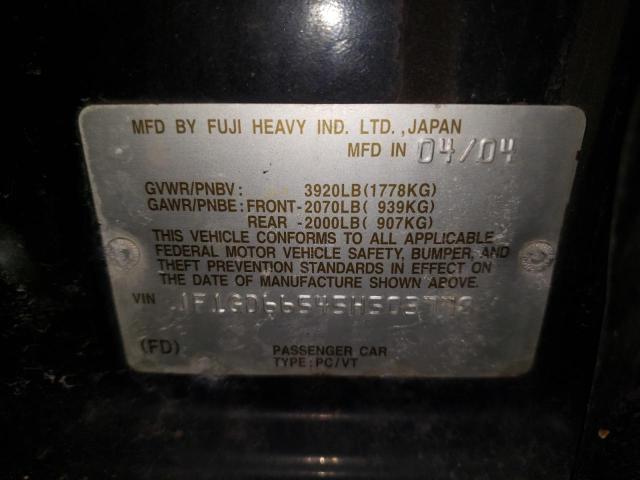 MFD BY FUJI HEAVY IND. LTD. ,JAPAN
MFD IN 04/04
GVWR/PNBV: 3920LB(1778KG)
GAWR/PNBE: FRONT-2070LB( 939KG)
REAR -2000LB( 907KG)
THIS VEHICLE CONFORMS TO ALL APPLICABLE
FEDERAL MOTOR VEHICLE SAFETY, BUMPER, AND
THEFT PREVENTION STANDARDS IN EFFECT ON
THE DATE OF MANUFACTURE SHOWN ABOVE.
VIN
(FD) PASSENGER CAR
TYPE:PC/VT